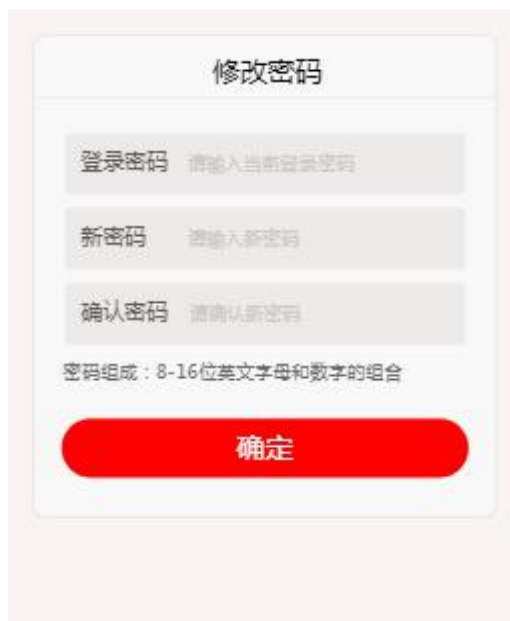 修改密码
登录密码 请输入当前登录密码
新密码 请输入新密码
确认密码 请确认新密码
密码组成：8-16位英文字母和数字的组合
确定